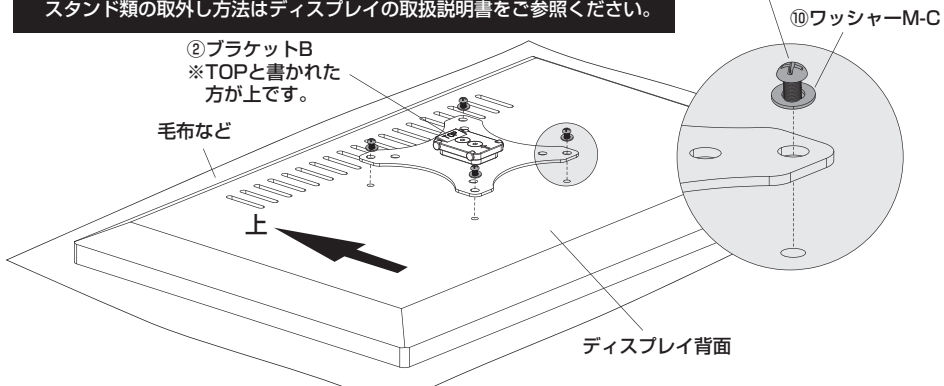 スタンド類の取外し方法はディスプレイの取扱説明書をご参照ください。
⑩ワッシャーM-C
②ブラケットB
※TOPと書かれた
方が上です。
毛布など
上
ディスプレイ背面